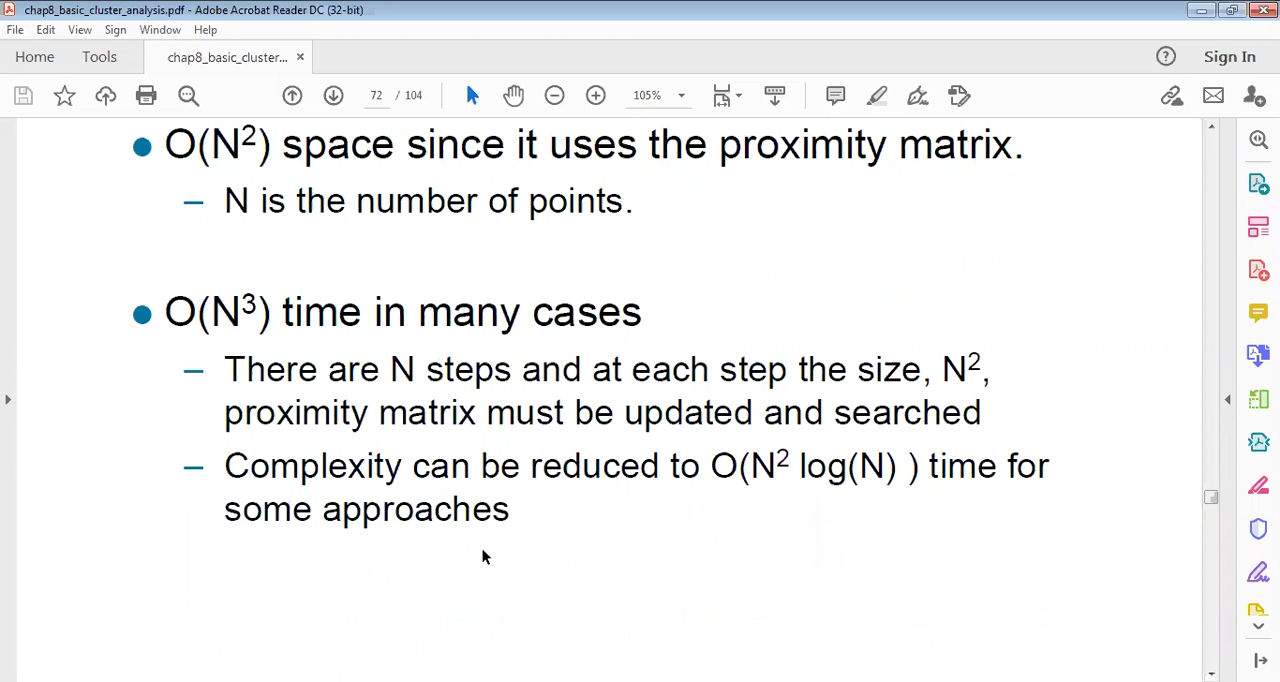 chap8_basic_cluster_analysis.pdf - Adobe Acrobat Reader DC (32-bit)
File Edit View Sign Window Help
Home Tools chap8_basic_cluster... × Sign In
72 / 104 105%
O(N²) space since it uses the proximity matrix.
– N is the number of points.
O(N³) time in many cases
– There are N steps and at each step the size, N²,
proximity matrix must be updated and searched
– Complexity can be reduced to O(N² log(N) ) time for
some approaches